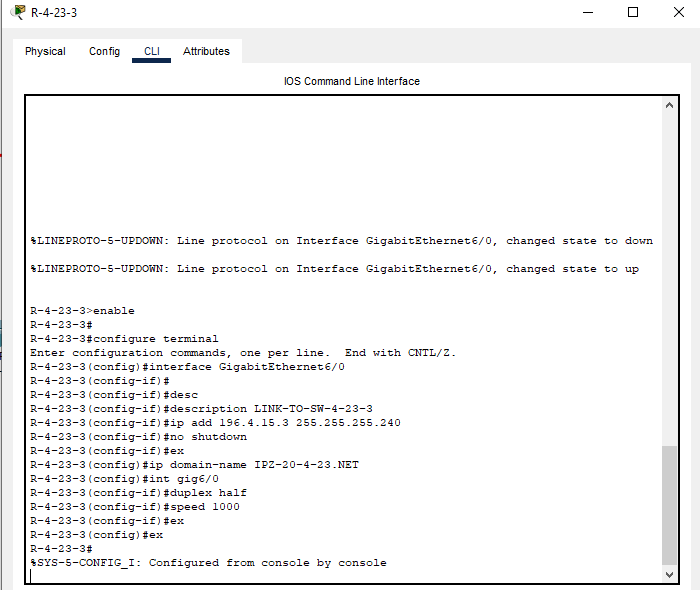 R-4-23-3
Physical Config CLI Attributes
IOS Command Line Interface
%LINEPROTO-5-UPDOWN: Line protocol on Interface GigabitEthernet6/0, changed state to down
%LINEPROTO-5-UPDOWN: Line protocol on Interface GigabitEthernet6/0, changed state to up
R-4-23-3>enable
R-4-23-3#
R-4-23-3#configure terminal
Enter configuration commands, one per line.  End with CNTL/Z.
R-4-23-3(config)#interface GigabitEthernet6/0
R-4-23-3(config-if)#
R-4-23-3(config-if)#desc
R-4-23-3(config-if)#description LINK-TO-SW-4-23-3
R-4-23-3(config-if)#ip add 196.4.15.3 255.255.255.240
R-4-23-3(config-if)#no shutdown
R-4-23-3(config-if)#ex
R-4-23-3(config)#ip domain-name IPZ-20-4-23.NET
R-4-23-3(config)#int gig6/0
R-4-23-3(config-if)#duplex half
R-4-23-3(config-if)#speed 1000
R-4-23-3(config-if)#ex
R-4-23-3(config)#ex
R-4-23-3#
%SYS-5-CONFIG_I: Configured from console by console